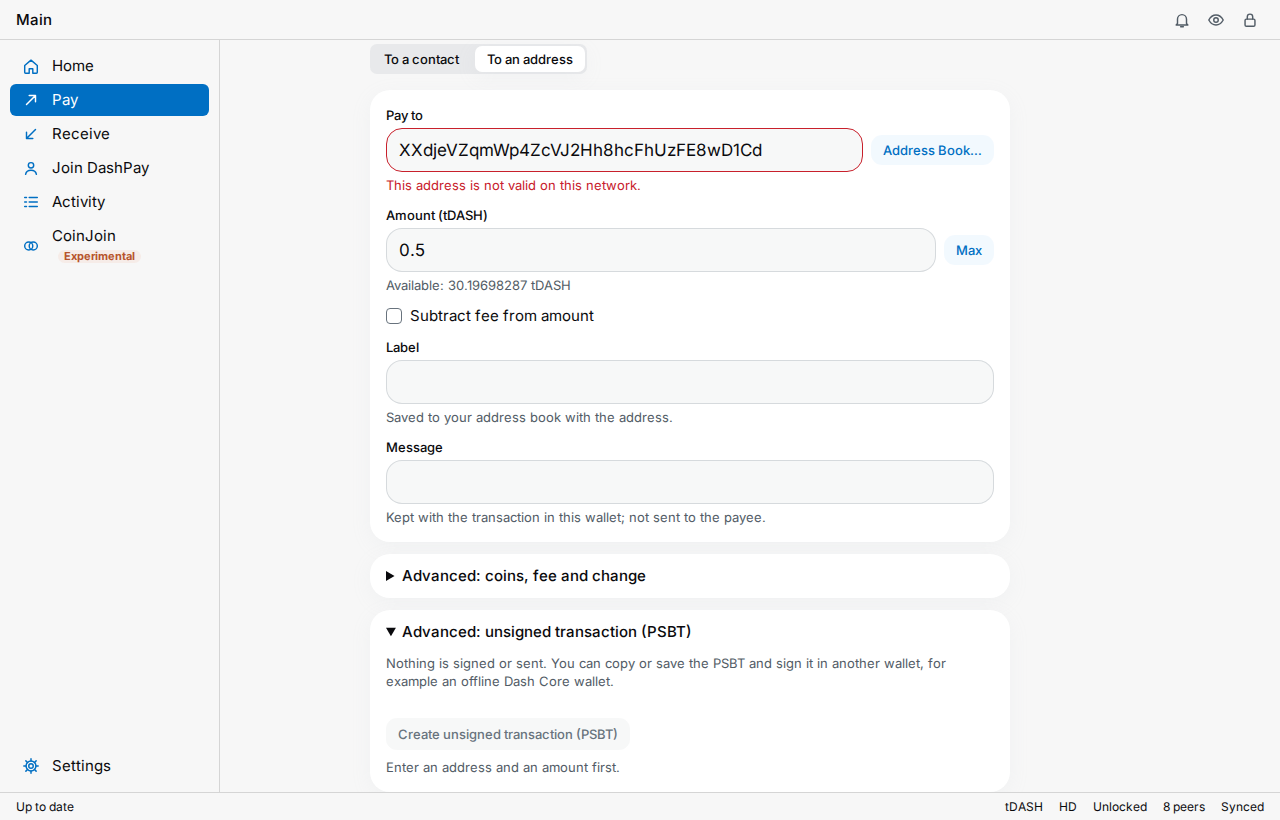 Main
Home
Pay
Receive
Join DashPay
Activity
CoinJoin
Experimental
Settings
To a contact
To an address
Pay to
XXdjeVZqmWp4ZcVJ2Hh8hcFhUzFE8wD1Cd
Address Book...
This address is not valid on this network.
Amount (tDASH)
0.5
Max
Available: 30.19698287 tDASH
Subtract fee from amount
Label
Saved to your address book with the address.
Message
Kept with the transaction in this wallet; not sent to the payee.
Advanced: coins, fee and change
Advanced: unsigned transaction (PSBT)
Nothing is signed or sent. You can copy or save the PSBT and sign it in another wallet, for
example an offline Dash Core wallet.
Create unsigned transaction (PSBT)
Enter an address and an amount first.
Up to date
tDASH
HD
Unlocked
8 peers
Synced